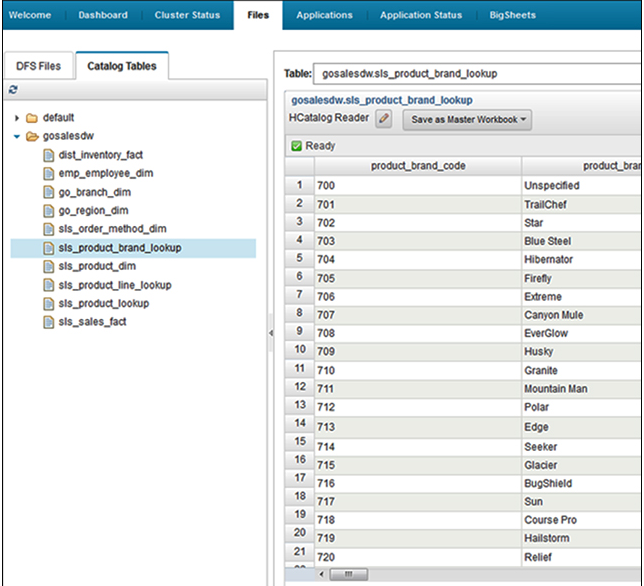 Welcome Dashboard Cluster Status Files Applications Application Status BigSheets
DFS Files Catalog Tables
default
gosalesdw
dist_inventory_fact
emp_employee_dim
go_branch_dim
go_region_dim
sls_order_method_dim
sls_product_brand_lookup
sls_product_dim
sls_product_line_lookup
sls_product_lookup
sls_sales_fact
Table: gosalesdw.sls_product_brand_lookup
gosalesdw.sls_product_brand_lookup
HCatalog Reader Save as Master Workbook
Ready
product_brand_code product_bran
1 700 Unspecified
2 701 TrailChef
3 702 Star
4 703 Blue Steel
5 704 Hibernator
6 705 Firefly
7 706 Extreme
8 707 Canyon Mule
9 708 EverGlow
10 709 Husky
11 710 Granite
12 711 Mountain Man
13 712 Polar
14 713 Edge
15 714 Seeker
16 715 Glacier
17 716 BugShield
18 717 Sun
19 718 Course Pro
20 719 Hailstorm
21 720 Relief